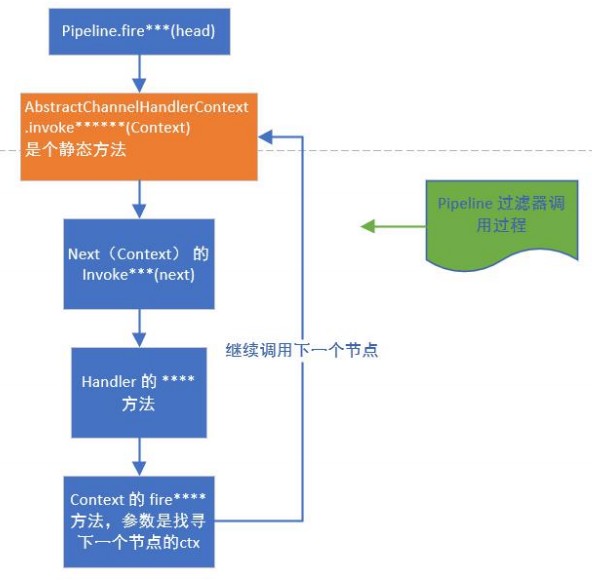 Pipeline.fire***(head)
AbstractChannelHandlerContext
.invoke******(Context)
是个静态方法
Pipeline 过滤器调
用过程
Next（Context） 的
Invoke***(next)
继续调用下一个节点
Handler 的 ****
方法
Context 的 fire****
方法，参数是找寻
下一个节点的ctx